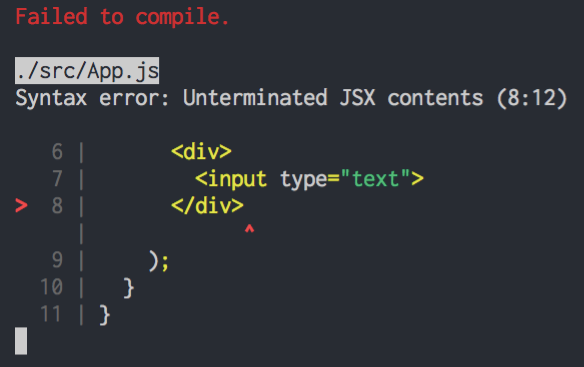 Failed to compile.
./src/App.js
Syntax error: Unterminated JSX contents (8:12)
   6 |       <div>
   7 |         <input type="text">
>  8 |       </div>
     |             ^
   9 |     );
  10 |   }
  11 | }